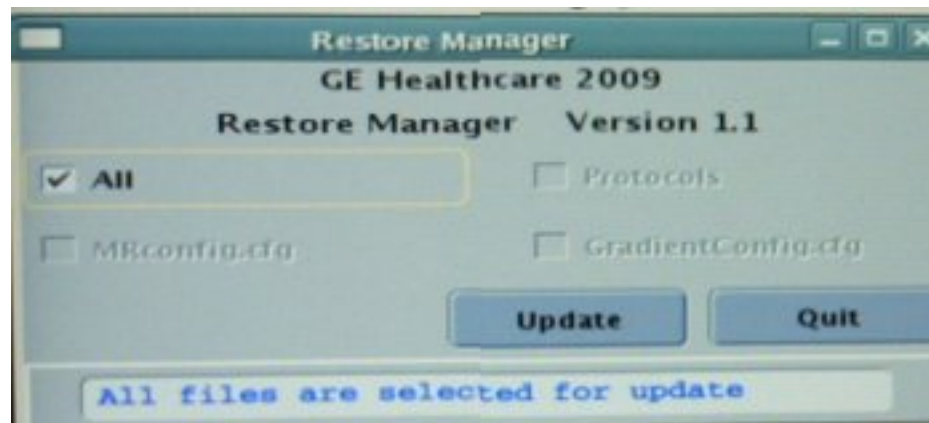 Restore Manager
GE Healthcare 2009
Restore Manager Version 1.1
All
Protocols
MRconfig.cfg
GradientConfig.cfg
Update Quit
All files are selected for update